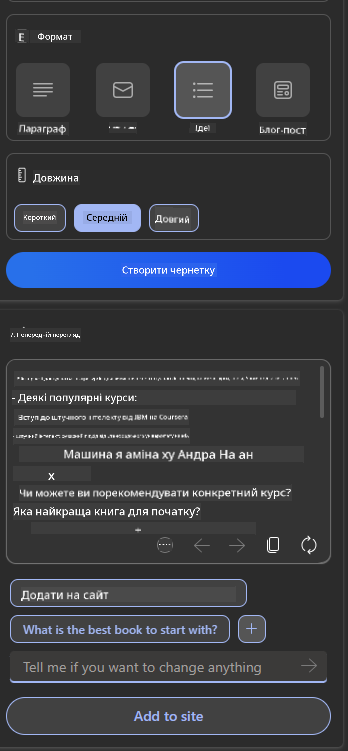 Формат
Параграф
Ідеї
Блог-пост
Довжина
Короткий
Середній
Довгий
Створити чернетку
7. Попередній перегляд
- Деякі популярні курси:
Вступ до штучного інтелекту від IBM на Coursera
Машина я аміна ху Андра На ан
х
Чи можете ви порекомендувати конкретний курс?
Яка найкраща книга для початку?
Додати на сайт
What is the best book to start with?
+
Tell me if you want to change anything
Add to site